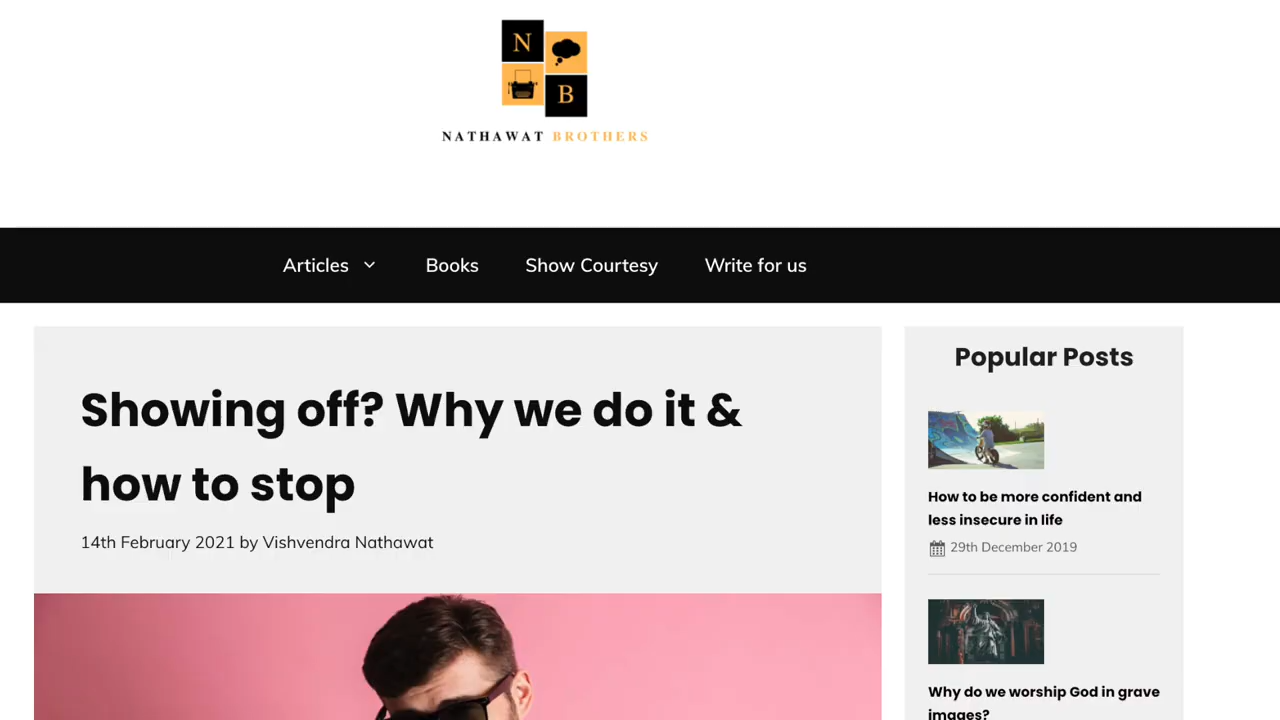 N
B
NATHAWAT BROTHERS
Articles
Books
Show Courtesy
Write for us
Showing off? Why we do it &
how to stop
14th February 2021 by Vishvendra Nathawat
Popular Posts
How to be more confident and
less insecure in life
29th December 2019
Why do we worship God in grave
images?